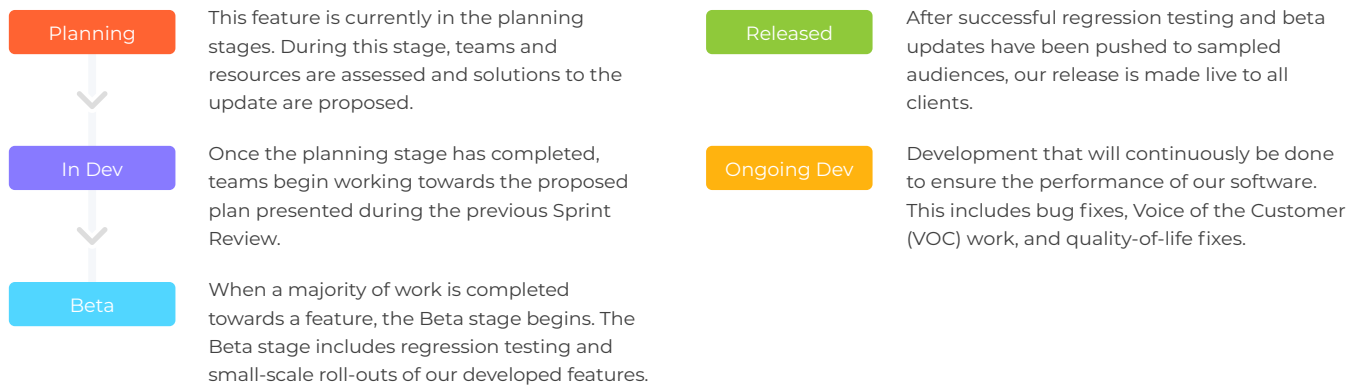 Planning
This feature is currently in the planning
stages. During this stage, teams and
resources are assessed and solutions to the
update are proposed.
In Dev
Once the planning stage has completed,
teams begin working towards the proposed
plan presented during the previous Sprint
Review.
Beta
When a majority of work is completed
towards a feature, the Beta stage begins. The
Beta stage includes regression testing and
small-scale roll-outs of our developed features.
Released
After successful regression testing and beta
updates have been pushed to sampled
audiences, our release is made live to all
clients.
Ongoing Dev
Development that will continuously be done
to ensure the performance of our software.
This includes bug fixes, Voice of the Customer
(VOC) work, and quality-of-life fixes.